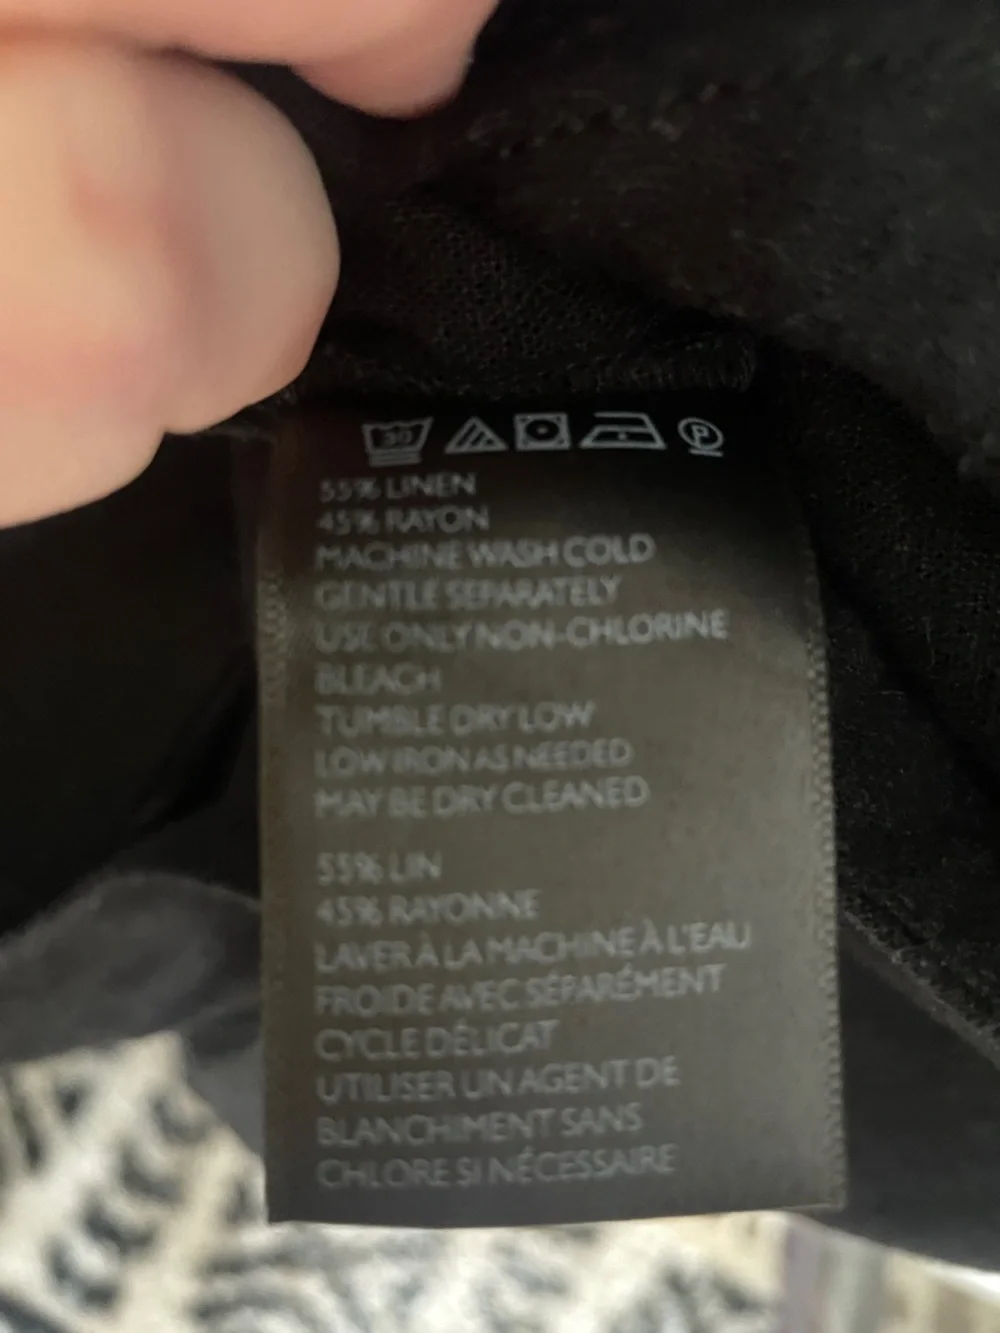 30 P
55% LINEN
45% RAYON
MACHINE WASH COLD
GENTLE SEPARATELY
USE ONLY NON-CHLORINE
BLEACH
TUMBLE DRY LOW
LOW IRON AS NEEDED
MAY BE DRY CLEANED
55% LIN
45% RAYONNE
LAVER À LA MACHINE À L'EAU
FROIDE AVEC SÉPARÉMENT
CYCLE DÉLICAT
UTILISER UN AGENT DE
BLANCHIMENT SANS
CHLORE SI NÉCESSAIRE